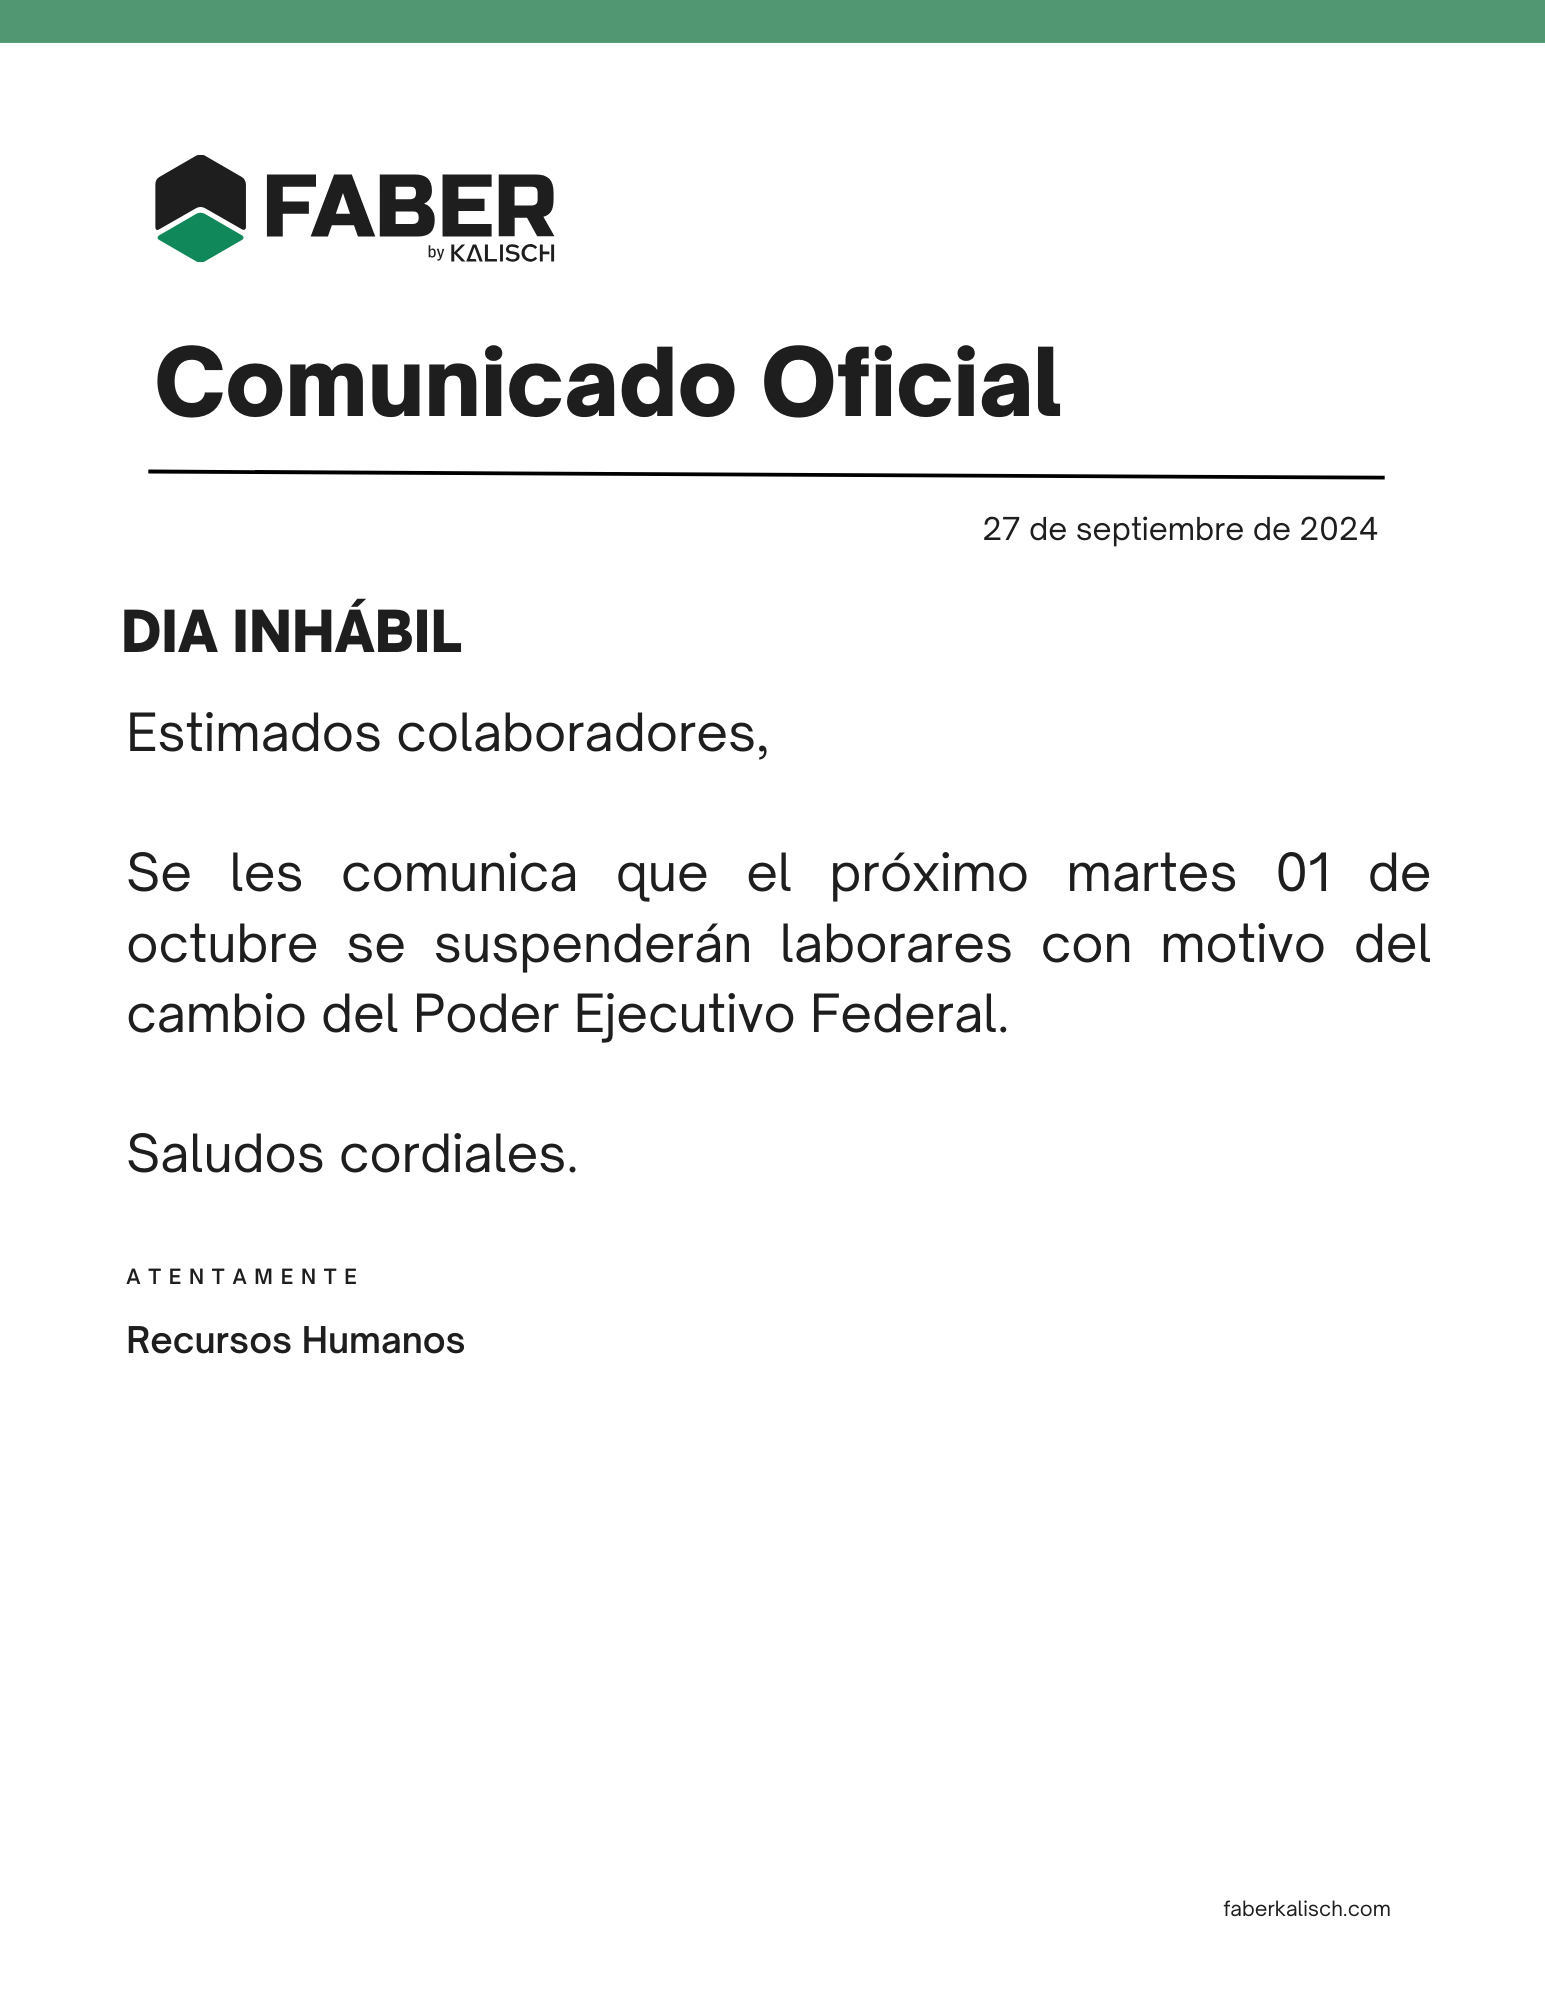 FABER
by KALISCH
Comunicado Oficial
27 de septiembre de 2024
DIA INHÁBIL
Estimados colaboradores,
Se les comunica que el próximo martes 01 de
octubre se suspenderán laborares con motivo del
cambio del Poder Ejecutivo Federal.
Saludos cordiales.
ATENTAMENTE
Recursos Humanos
faberkalisch.com